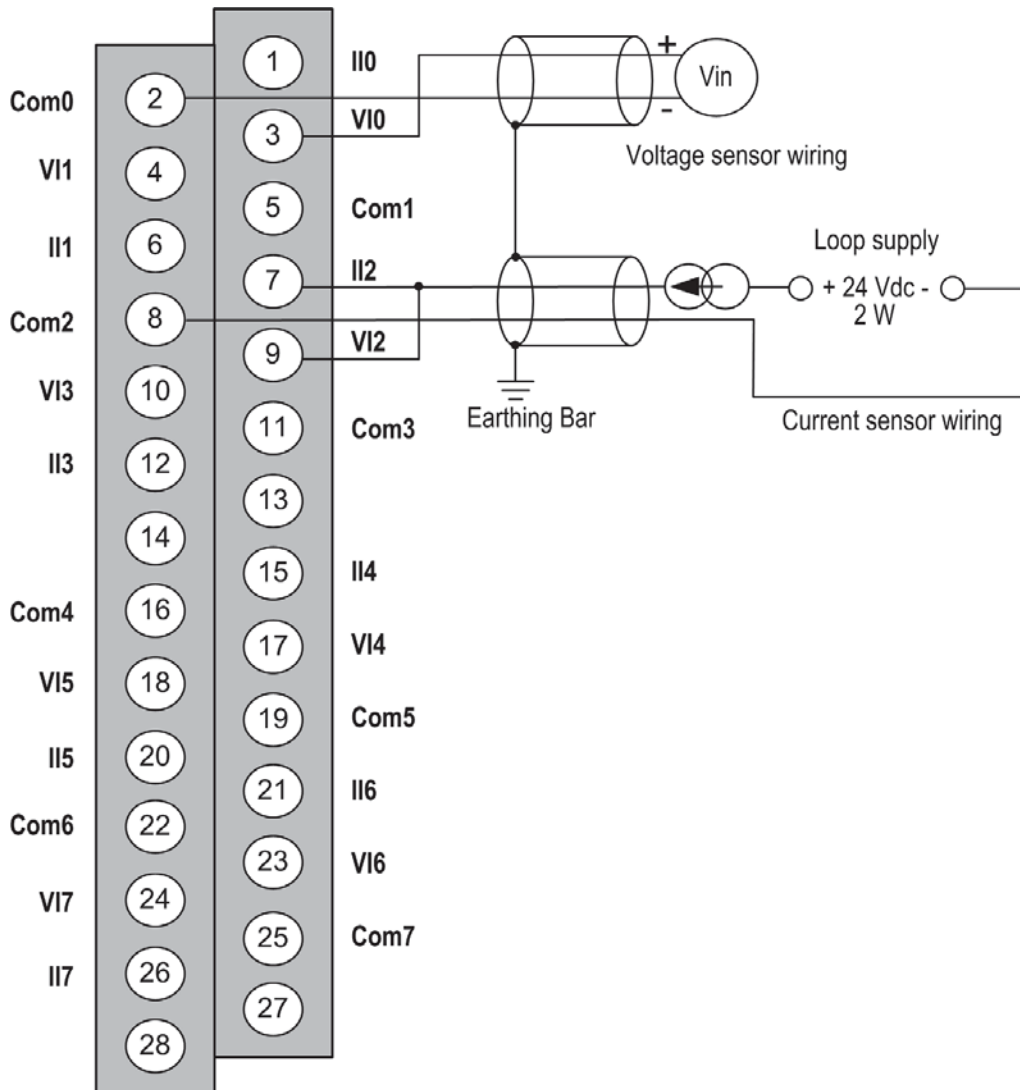 1 II0
Com0 2
3 VI0
VI1 4
5 Com1
II1 6
7 II2
Com2 8
9 VI2
VI3 10
11 Com3
II3 12
13
14
15 II4
Com4 16
17 VI4
VI5 18
19 Com5
II5 20
21 II6
Com6 22
23 VI6
VI7 24
25 Com7
II7 26
27
28
+
Vin
-
Voltage sensor wiring
Loop supply
+ 24 Vdc -
2 W
Earthing Bar
Current sensor wiring